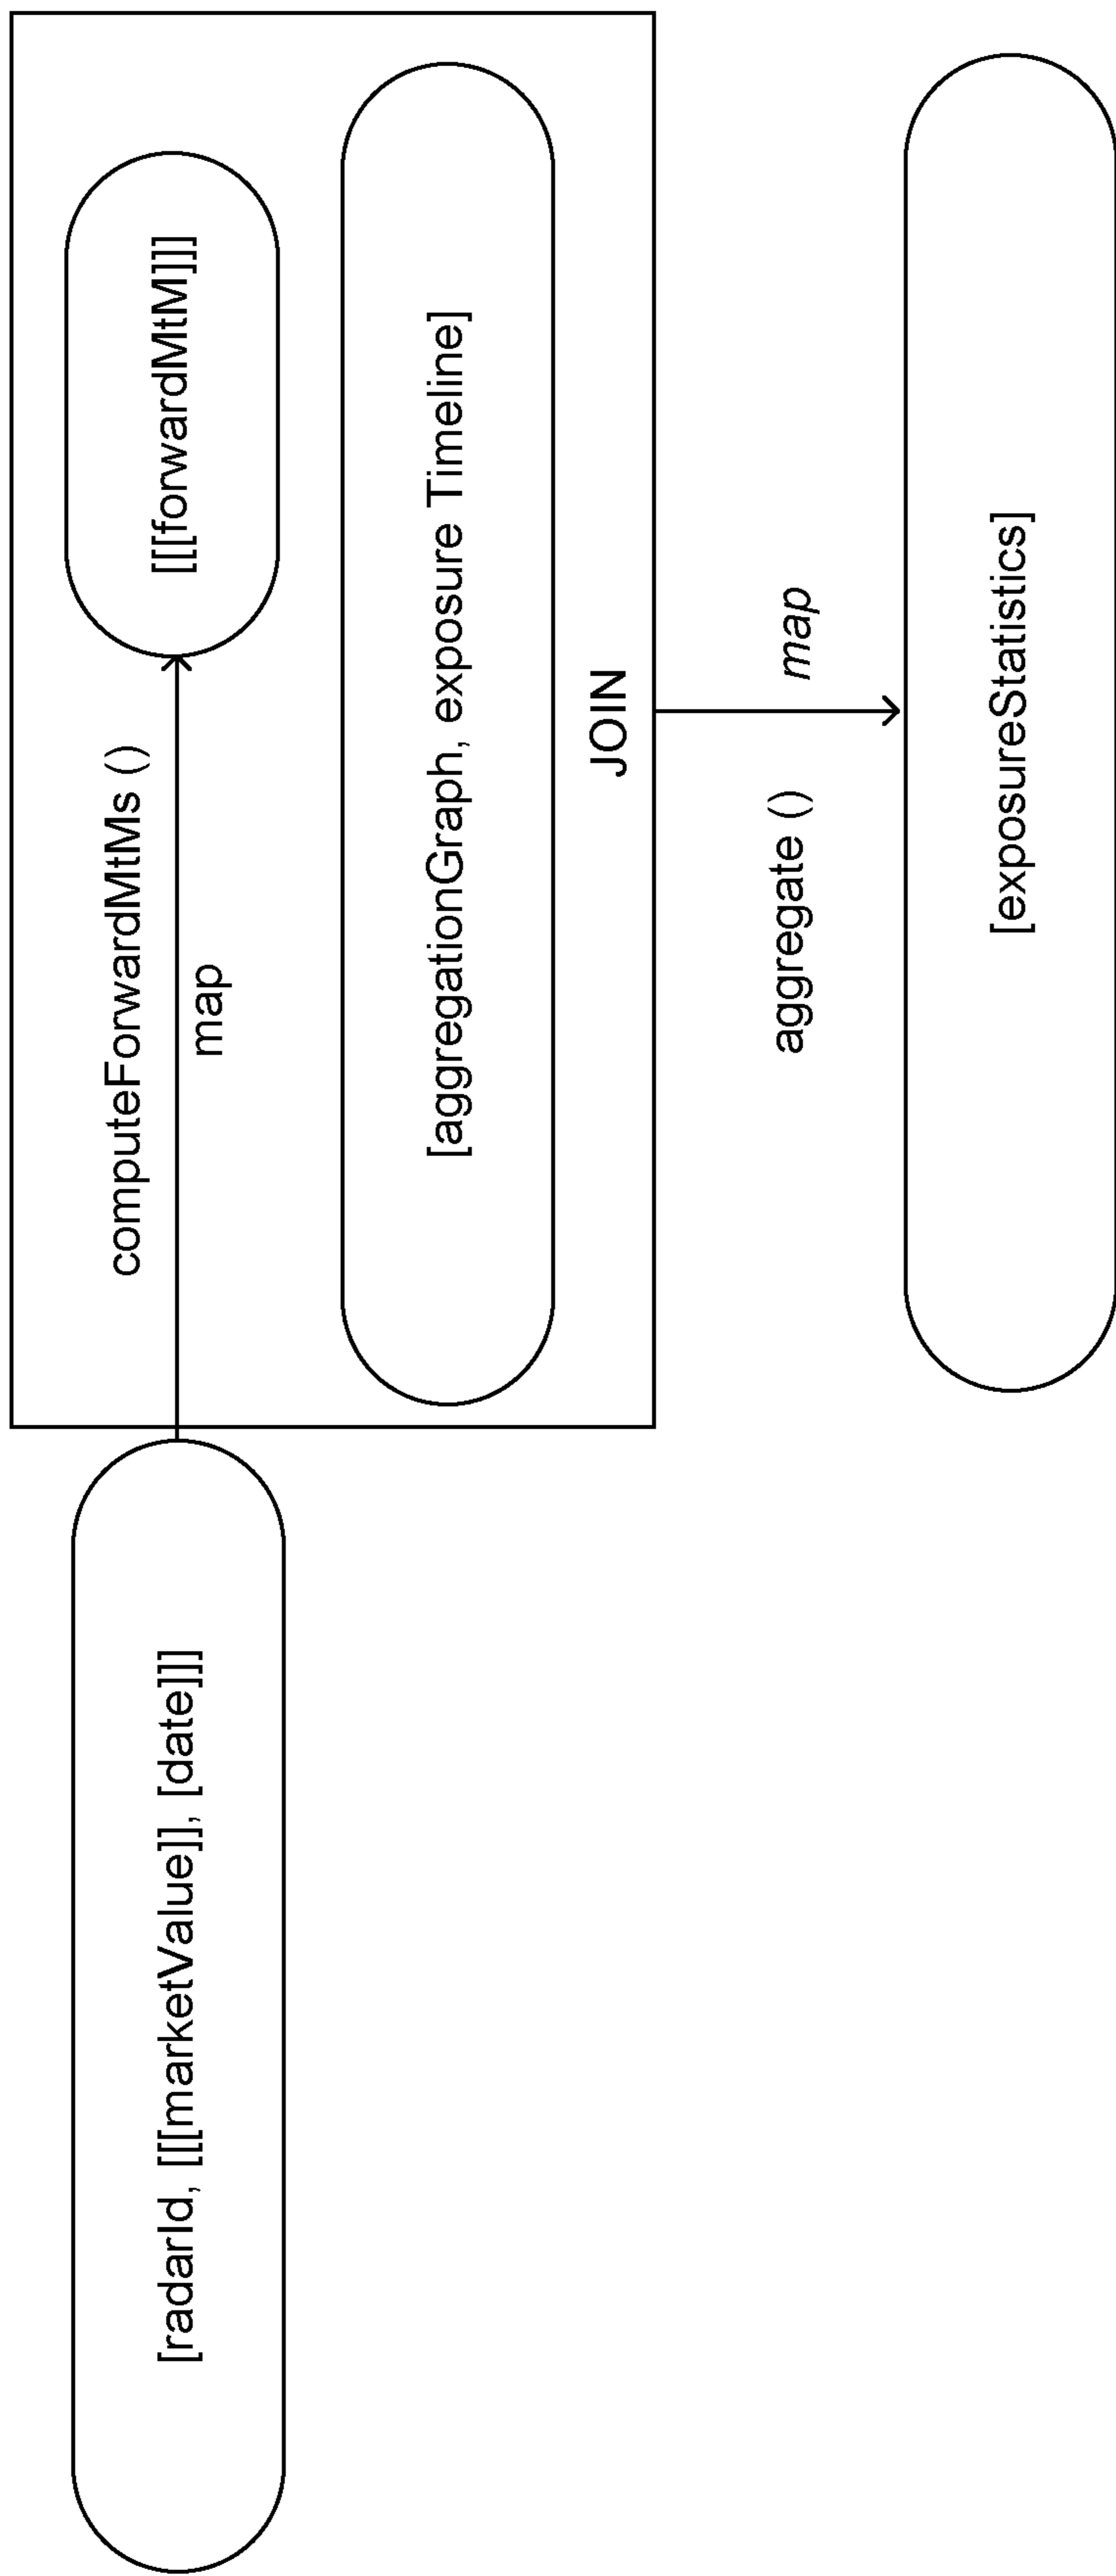 computeForwardMtMs ()
[radarId, [[[marketValue]], [date]]]
map
[[[forwardMtM]]]
[aggregationGraph, exposure Timeline]
JOIN
aggregate ()
map
[exposureStatistics]